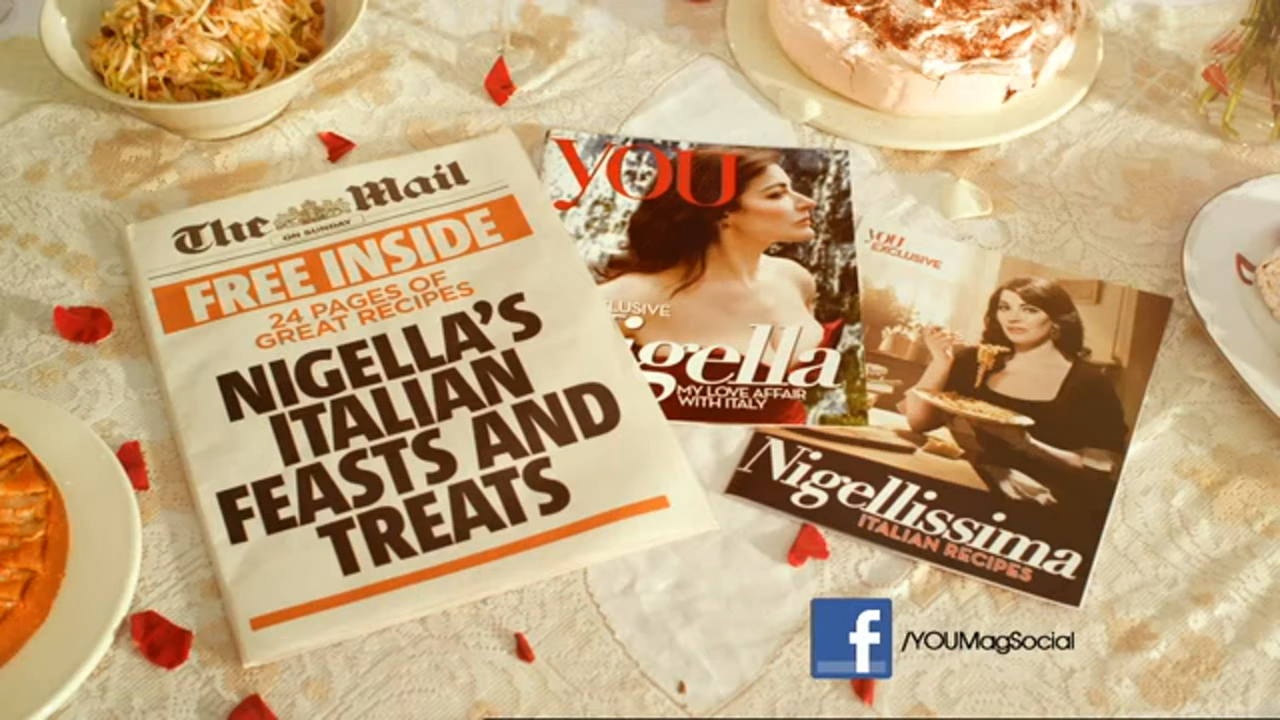 The Mail
ON SUNDAY
FREE INSIDE
24 PAGES OF
GREAT RECIPES
NIGELLA'S
ITALIAN
FEASTS AND
TREATS
YOU
MY LOVE AFFAIR
WITH ITALY
YOU
EXCLUSIVE
Nigellissima
ITALIAN RECIPES
f
/YOUMagSocial